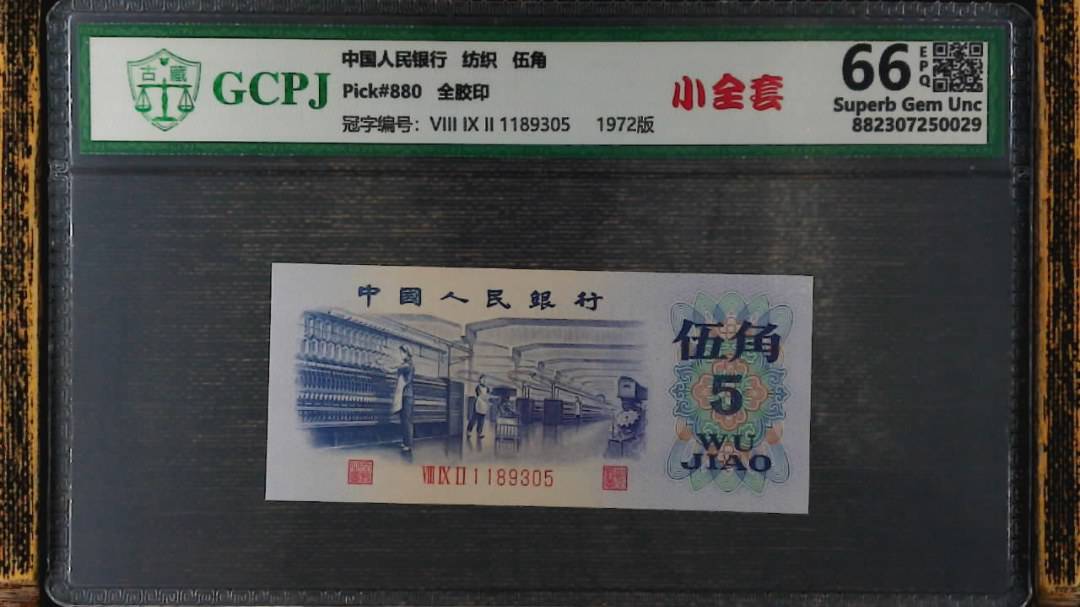 古藏
GCPJ
中国人民银行 纺织 伍角
Pick#880 全胶印
冠字编号: VIII IX II 1189305 1972版
小全套
66
EPQ
Superb Gem Unc
882307250029
中國人民銀行
伍角
5
WU
JIAO
VIII IX II 1189305